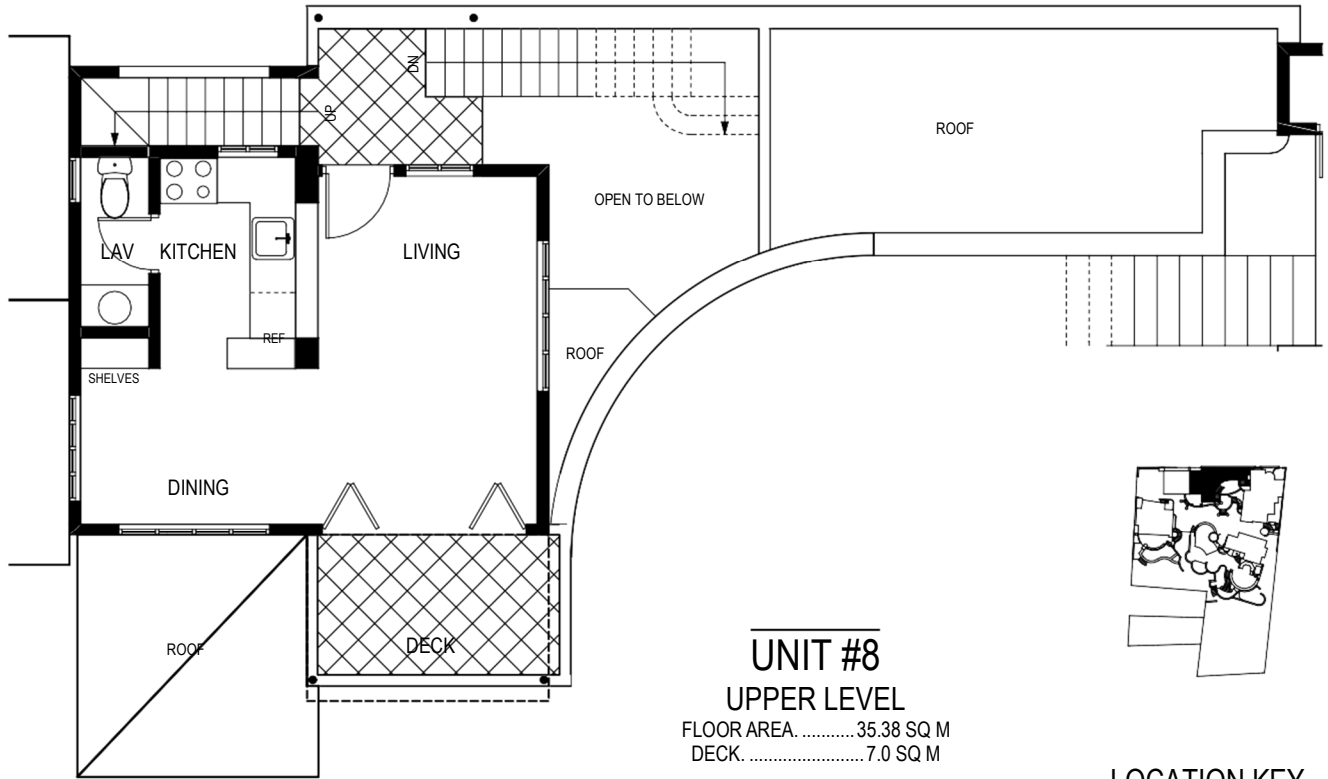 DN
UP
ROOF
OPEN TO BELOW
LAV
KITCHEN
LIVING
REF
ROOF
SHELVES
DINING
ROOF
DECK
UNIT #8
UPPER LEVEL
FLOOR AREA. ........... 35.38 SQ M
DECK. ....................... 7.0 SQ M
LOCATION KEY